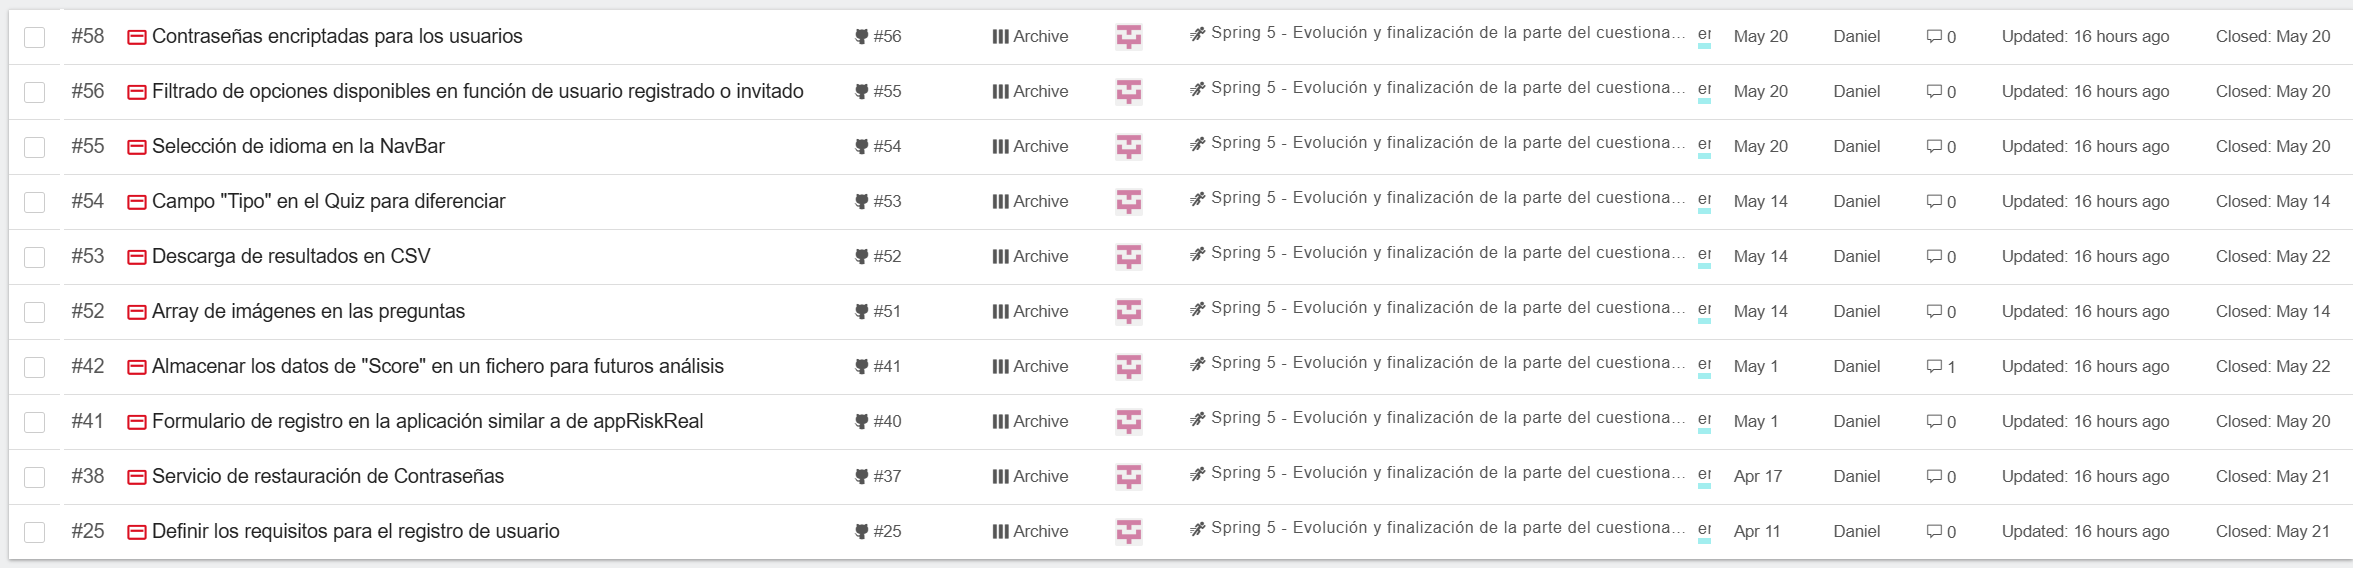 #58 Contraseñas encriptadas para los usuarios #56 Archive Spring 5 - Evolución y finalización de la parte del cuestiona... er May 20 Daniel 0 Updated: 16 hours ago Closed: May 20
#56 Filtrado de opciones disponibles en función de usuario registrado o invitado #55 Archive Spring 5 - Evolución y finalización de la parte del cuestiona... er May 20 Daniel 0 Updated: 16 hours ago Closed: May 20
#55 Selección de idioma en la NavBar #54 Archive Spring 5 - Evolución y finalización de la parte del cuestiona... er May 20 Daniel 0 Updated: 16 hours ago Closed: May 20
#54 Campo "Tipo" en el Quiz para diferenciar #53 Archive Spring 5 - Evolución y finalización de la parte del cuestiona... er May 14 Daniel 0 Updated: 16 hours ago Closed: May 14
#53 Descarga de resultados en CSV #52 Archive Spring 5 - Evolución y finalización de la parte del cuestiona... er May 14 Daniel 0 Updated: 16 hours ago Closed: May 22
#52 Array de imágenes en las preguntas #51 Archive Spring 5 - Evolución y finalización de la parte del cuestiona... er May 14 Daniel 0 Updated: 16 hours ago Closed: May 14
#42 Almacenar los datos de "Score" en un fichero para futuros análisis #41 Archive Spring 5 - Evolución y finalización de la parte del cuestiona... er May 1 Daniel 1 Updated: 16 hours ago Closed: May 22
#41 Formulario de registro en la aplicación similar a de appRiskReal #40 Archive Spring 5 - Evolución y finalización de la parte del cuestiona... er May 1 Daniel 0 Updated: 16 hours ago Closed: May 20
#38 Servicio de restauración de Contraseñas #37 Archive Spring 5 - Evolución y finalización de la parte del cuestiona... er Apr 17 Daniel 0 Updated: 16 hours ago Closed: May 21
#25 Definir los requisitos para el registro de usuario #25 Archive Spring 5 - Evolución y finalización de la parte del cuestiona... er Apr 11 Daniel 0 Updated: 16 hours ago Closed: May 21